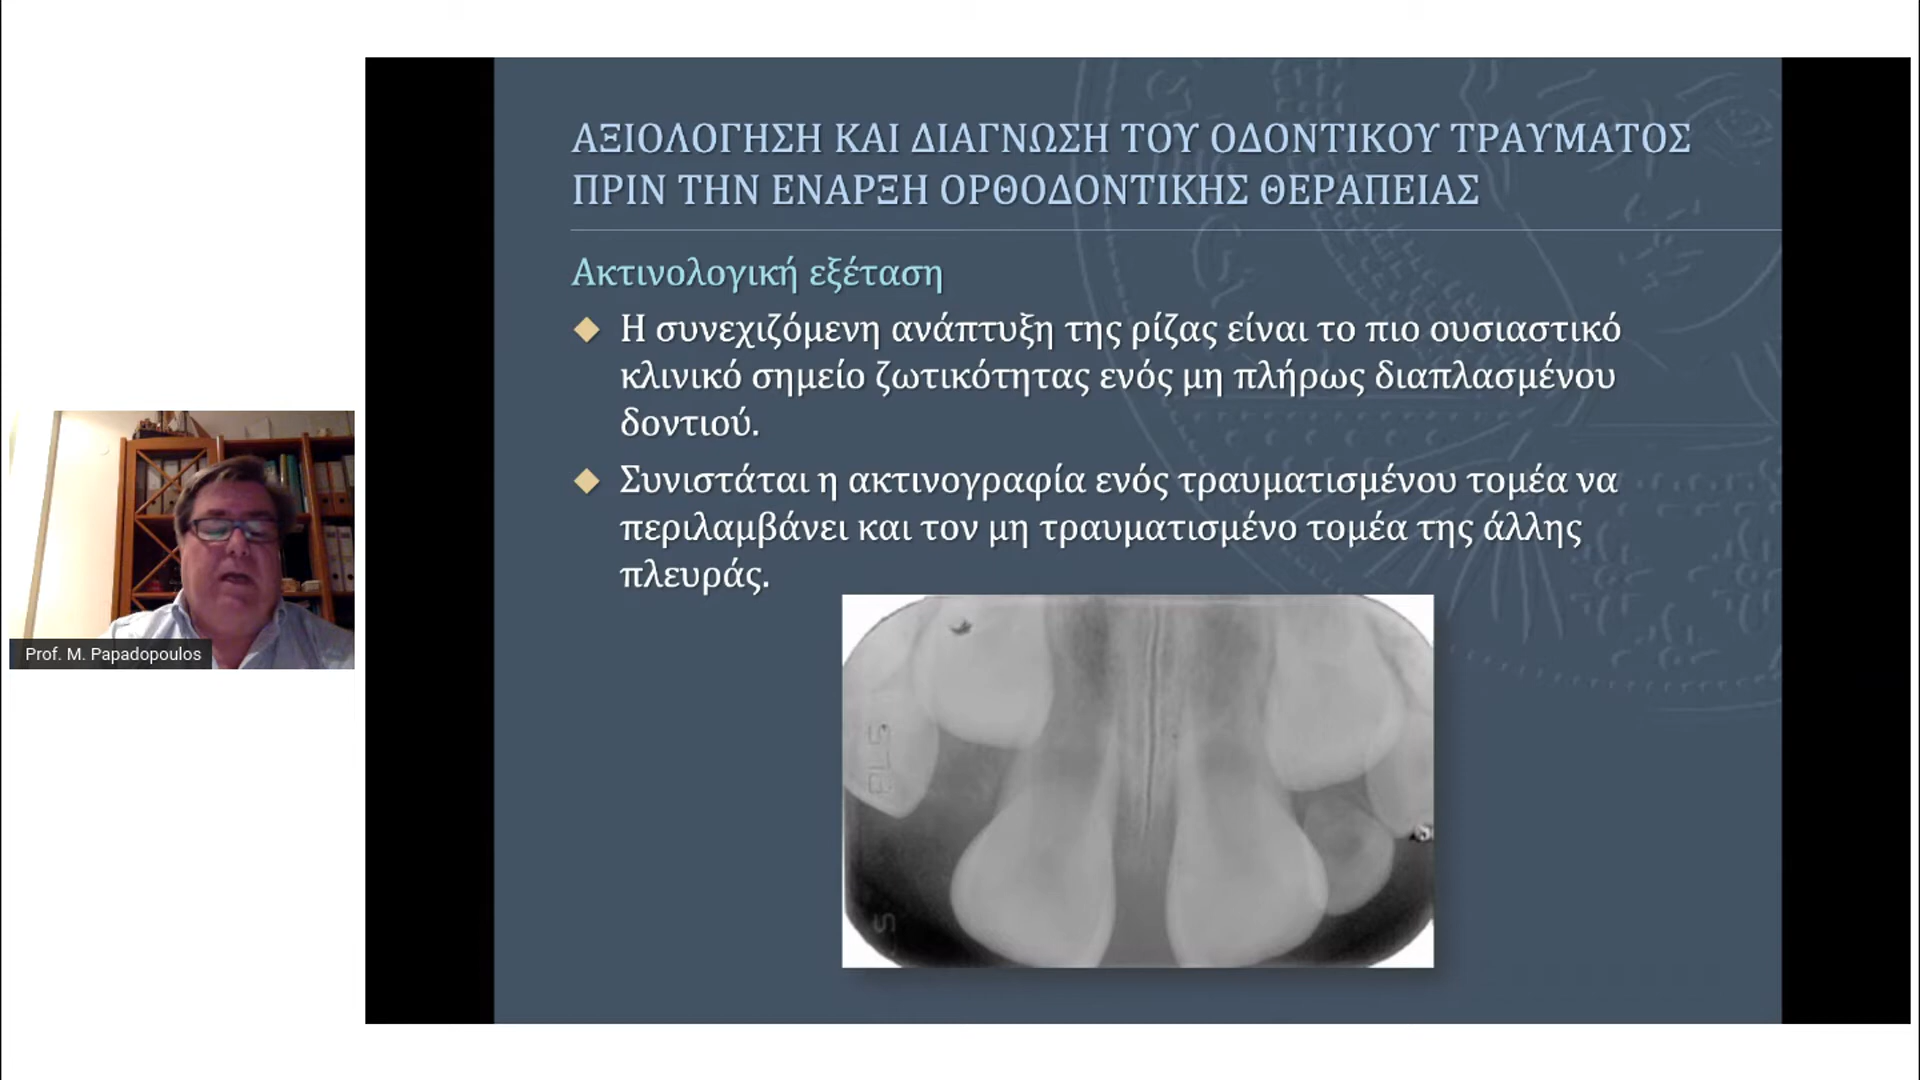 ΑΞΙΟΛΟΓΗΣΗ ΚΑΙ ΔΙΑΓΝΩΣΗ ΤΟΥ ΟΔΟΝΤΙΚΟΥ ΤΡΑΥΜΑΤΟΣ
ΠΡΙΝ ΤΗΝ ΕΝΑΡΞΗ ΟΡΘΟΔΟΝΤΙΚΗΣ ΘΕΡΑΠΕΙΑΣ
Ακτινολογική εξέταση
Η συνεχιζόμενη ανάπτυξη της ρίζας είναι το πιο ουσιαστικό
κλινικό σημείο ζωτικότητας ενός μη πλήρως διαπλασμένου
δοντιού.
Συνιστάται η ακτινογραφία ενός τραυματισμένου τομέα να
περιλαμβάνει και τον μη τραυματισμένο τομέα της άλλης
πλευράς.
Prof. M. Papadopoulos